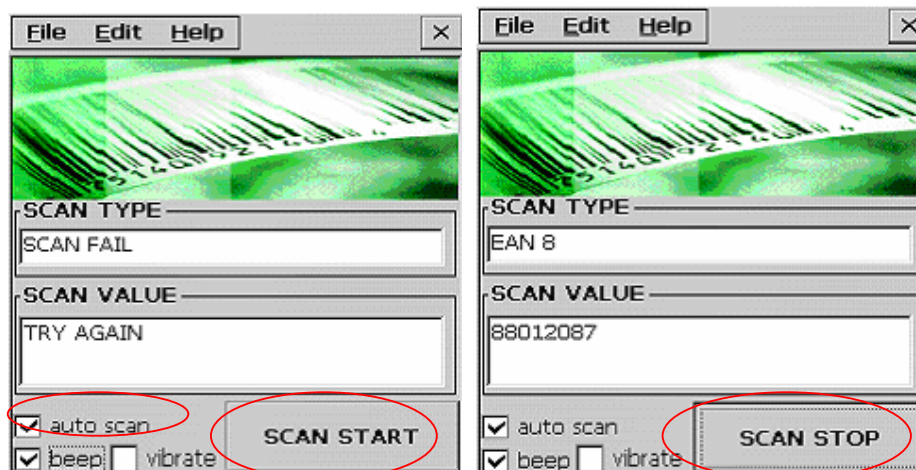 File Edit Help
SCAN TYPE
SCAN FAIL
SCAN VALUE
TRY AGAIN
auto scan
beep vibrate
SCAN START
File Edit Help
SCAN TYPE
EAN 8
SCAN VALUE
88012087
auto scan
beep vibrate
SCAN STOP